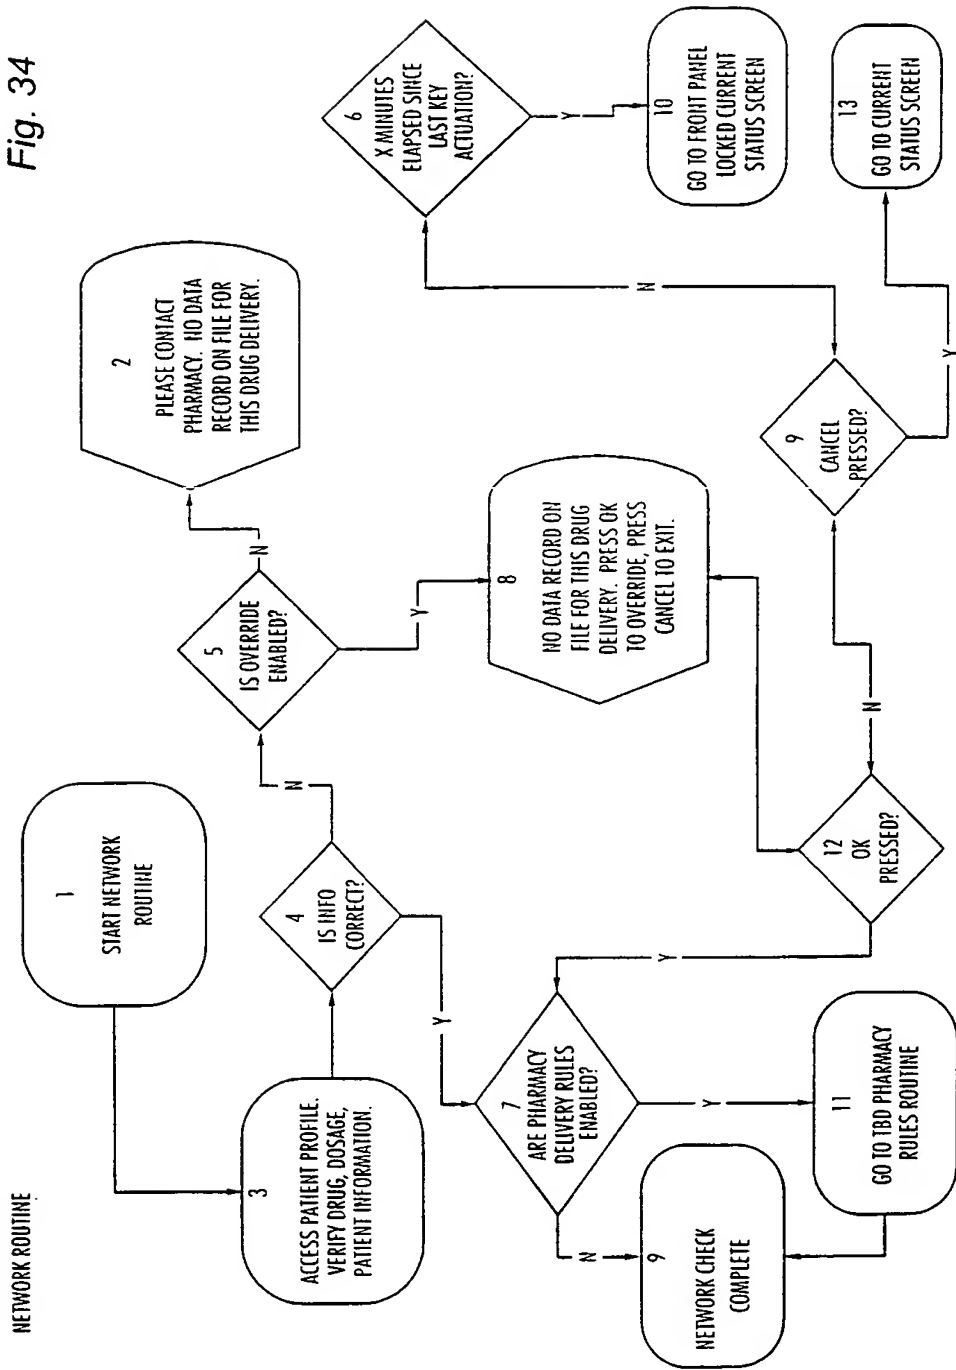 Fig. 34
NETWORK ROUTINE
1
START NETWORK
ROUTINE
2
PLEASE CONTACT
PHARMACY. NO DATA
RECORD ON FILE FOR
THIS DRUG DELIVERY.
3
ACCESS PATIENT PROFILE.
VERIFY DRUG, DOSAGE,
PATIENT INFORMATION.
4
IS INFO
CORRECT?
N
Y
5
IS OVERRIDE
ENABLED?
N
Y
6
X MINUTES
ELAPSED SINCE
LAST KEY
ACTUATION?
Y
N
7
ARE PHARMACY
DELIVERY RULES
ENABLED?
N
Y
8
NO DATA RECORD ON
FILE FOR THIS DRUG
DELIVERY. PRESS OK
TO OVERRIDE, PRESS
CANCEL TO EXIT.
9
CANCEL
PRESSED?
Y
N
10
GO TO FRONT PANEL
LOCKED CURRENT
STATUS SCREEN
9
NETWORK CHECK
COMPLETE
11
GO TO TBD PHARMACY
RULES ROUTINE
12
OK
PRESSED?
Y
13
GO TO CURRENT
STATUS SCREEN